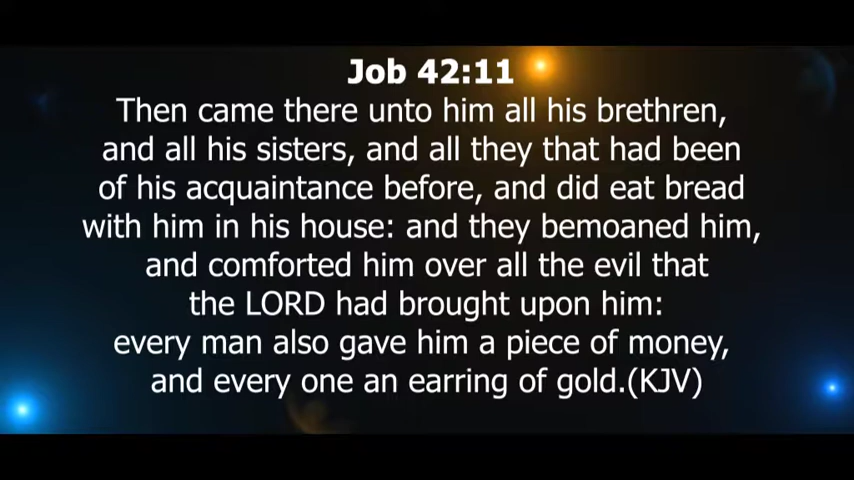 Job 42:11
Then came there unto him all his brethren,
and all his sisters, and all they that had been
of his acquaintance before, and did eat bread
with him in his house: and they bemoaned him,
and comforted him over all the evil that
the LORD had brought upon him:
every man also gave him a piece of money,
and every one an earring of gold.(KJV)